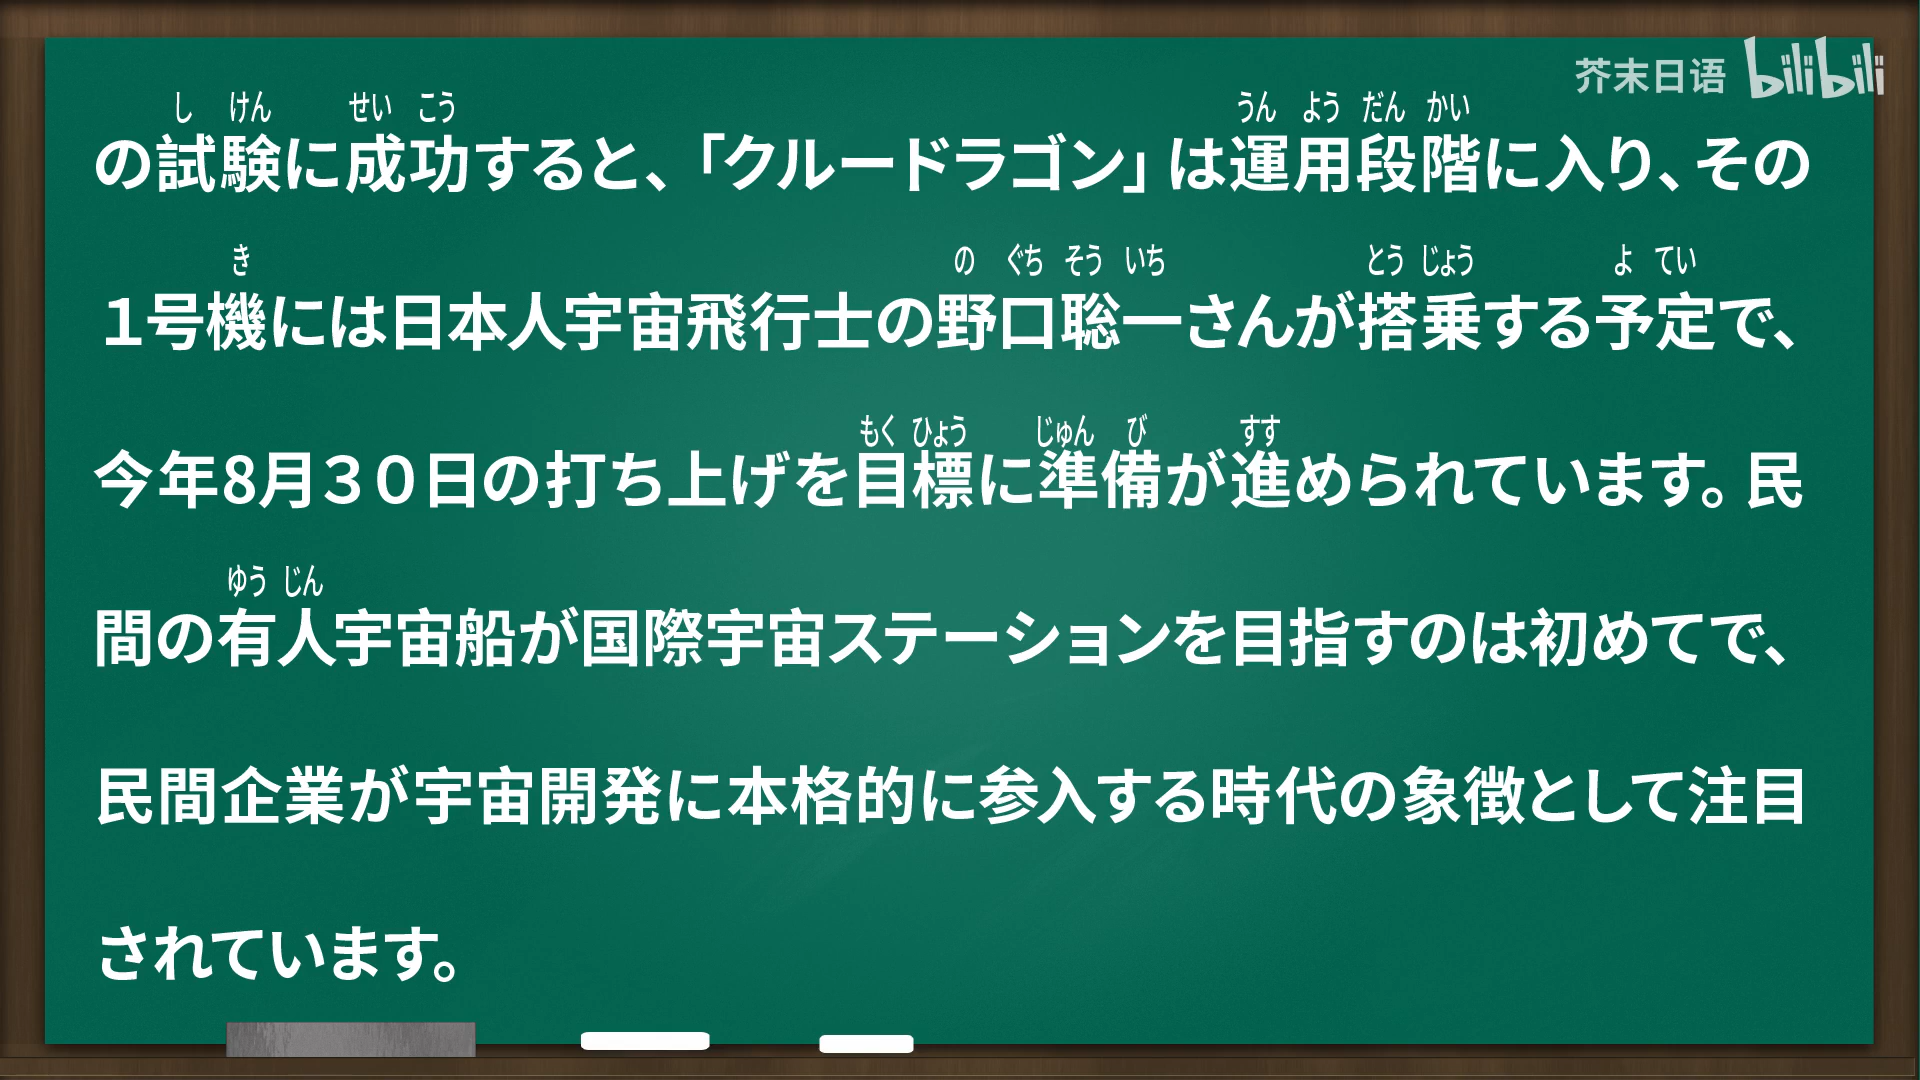 芥末日语 bilibili
し けん せい こう うん よう だん かい
の試験に成功すると、「クルードラゴン」は運用段階に入り、その
き の ぐち そう いち とう じょう よ てい
１号機には日本人宇宙飛行士の野口聡一さんが搭乗する予定で、
もく ひょう じゅん び すす
今年8月３０日の打ち上げを目標に準備が進められています。民
ゆう じん
間の有人宇宙船が国際宇宙ステーションを目指すのは初めてで、
民間企業が宇宙開発に本格的に参入する時代の象徴として注目
されています。